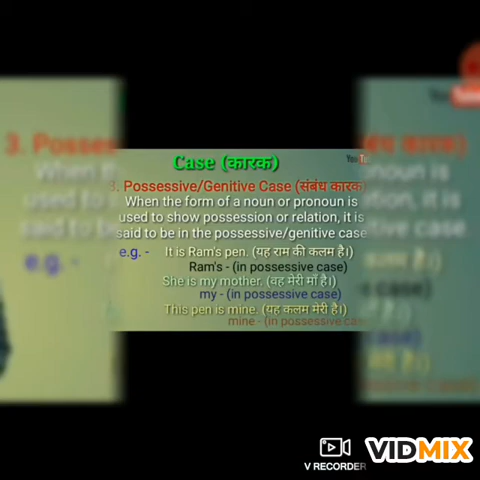 Case (कारक)
3. Possessive/Genitive Case (संबंध कारक)
When the form of a noun or pronoun is
used to show possession or relation, it is
said to be in the possessive/genitive case
e.g. - It is Ram's pen. (यह राम की कलम है।)
Ram's - (in possessive case)
She is my mother. (वह मेरी माँ है।)
my - (in possessive case)
This pen is mine. (यह कलम मेरी है।)
mine - (in possessive cas
V RECORDER
VIDMIX